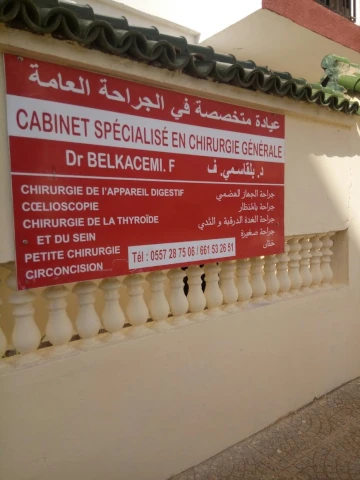 عيادة متخصصة في الجراحة العامة
CABINET SPÉCIALISÉ EN CHIRURGIE GÉNÉRALE
Dr BELKACEMI. F
د. بلقاسمي. ف
CHIRURGIE DE l'APPAREIL DIGESTIF
جراحة الجهاز الهضمي
CŒLIOSCOPIE
جراحة بالمنظار
CHIRURGIE DE LA THYROÏDE
جراحة الغدة الدرقية و الثدي
ET DU SEIN
جراحة صغيرة
PETITE CHIRURGIE
ختان
CIRCONCISION
Tél : 0557 28 75 06 / 661 53 26 51